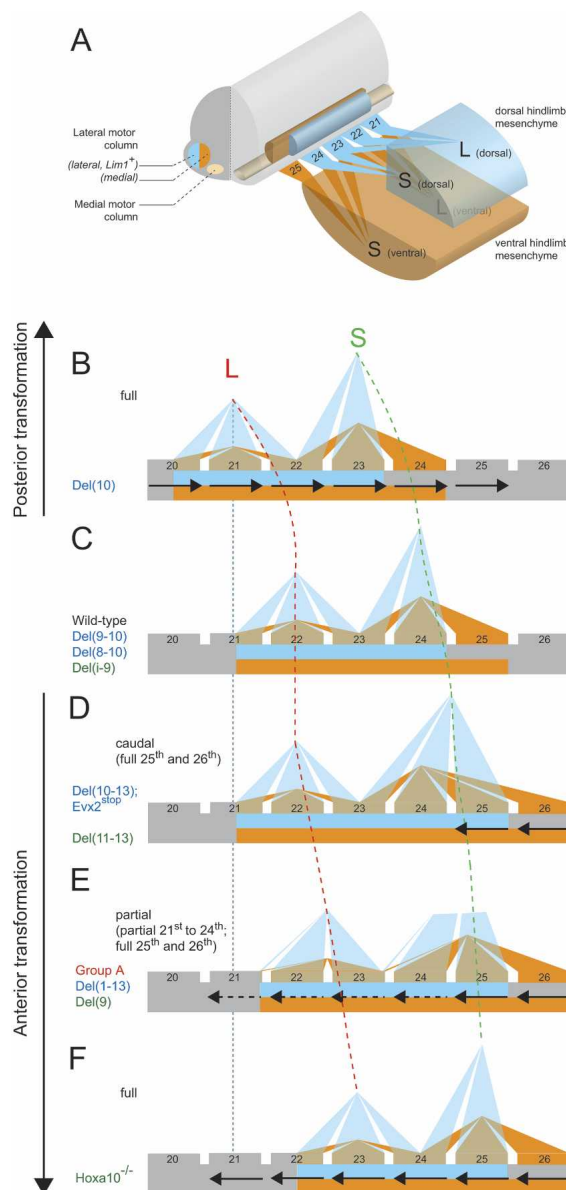 A
Lateral motor
column
(lateral, Lim1+)
(medial)
Medial motor
column
21
22
23
24
25
dorsal hindlimb
mesenchyme
L (dorsal)
S (dorsal)
L (ventral)
S (ventral)
ventral hindlimb
mesenchyme
Posterior transformation
B
full
L
S
20 21 22 23 24 25 26
Del(10)
C
Wild-type
Del(9-10)
Del(8-10)
Del(i-9)
20 21 22 23 24 25 26
Anterior transformation
D
caudal
(full 25th and 26th)
Del(10-13);
Evx2stop
Del(11-13)
20 21 22 23 24 25 26
E
partial
(partial 21st to 24th;
full 25th and 26th)
Group A
Del(1-13)
Del(9)
20 21 22 23 24 25 26
F
full
20 21 22 23 24 25 26
Hoxa10-/-